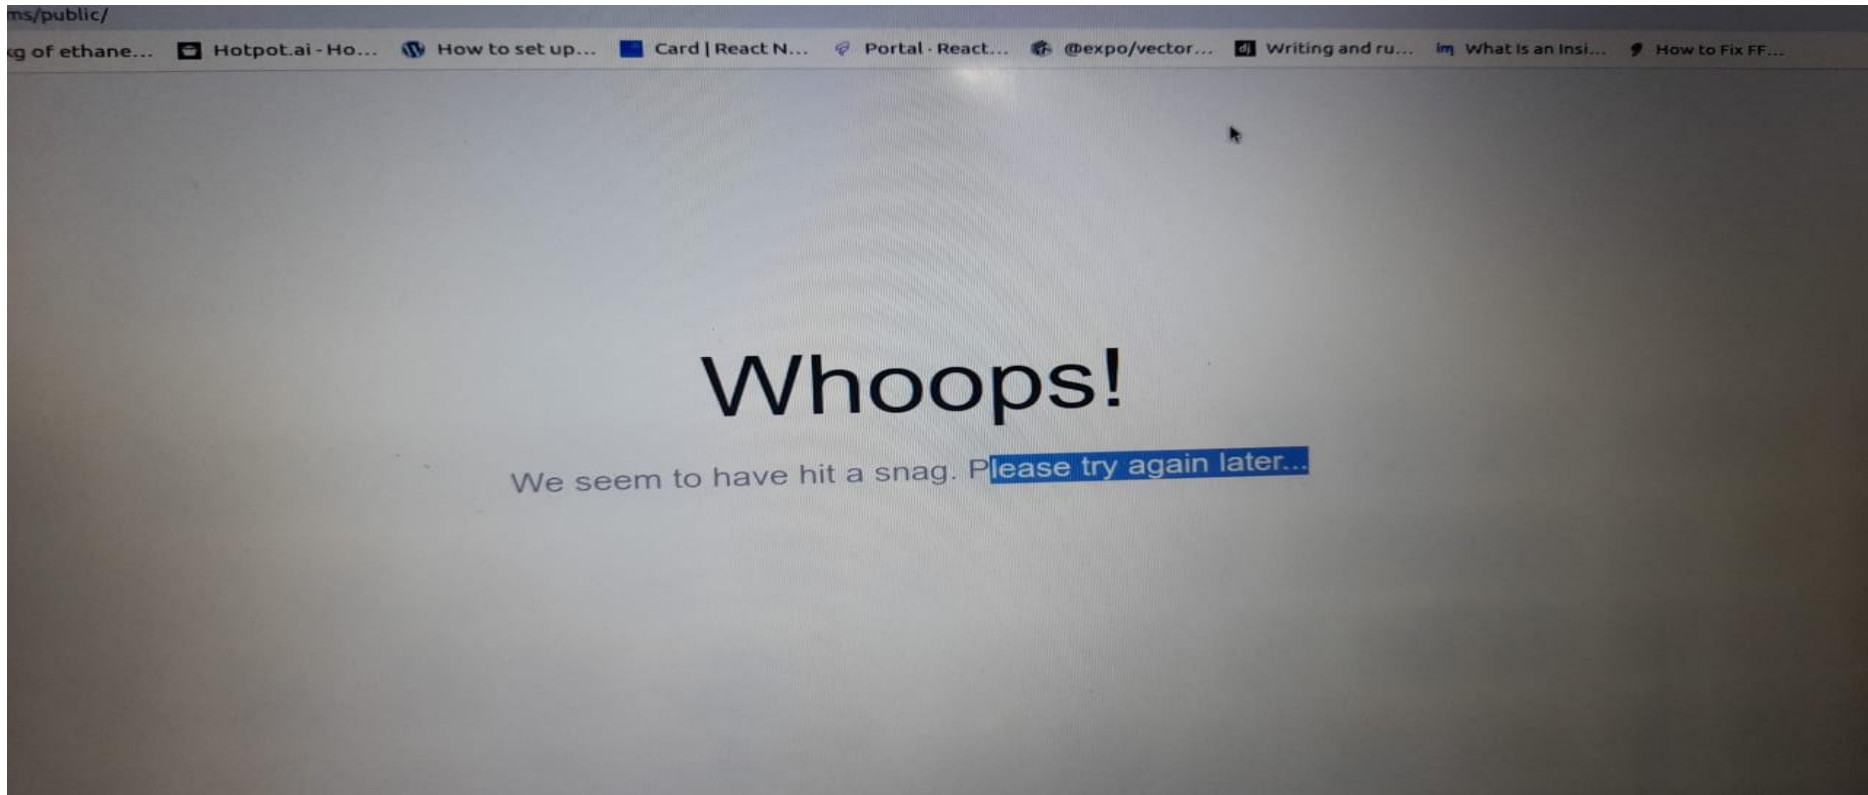 ms/public/
kg of ethane... Hotpot.ai - Ho... How to set up... Card | React N... Portal · React... @expo/vector... Writing and ru... What Is an Insi... How to Fix FF...
Whoops!
We seem to have hit a snag. Please try again later...